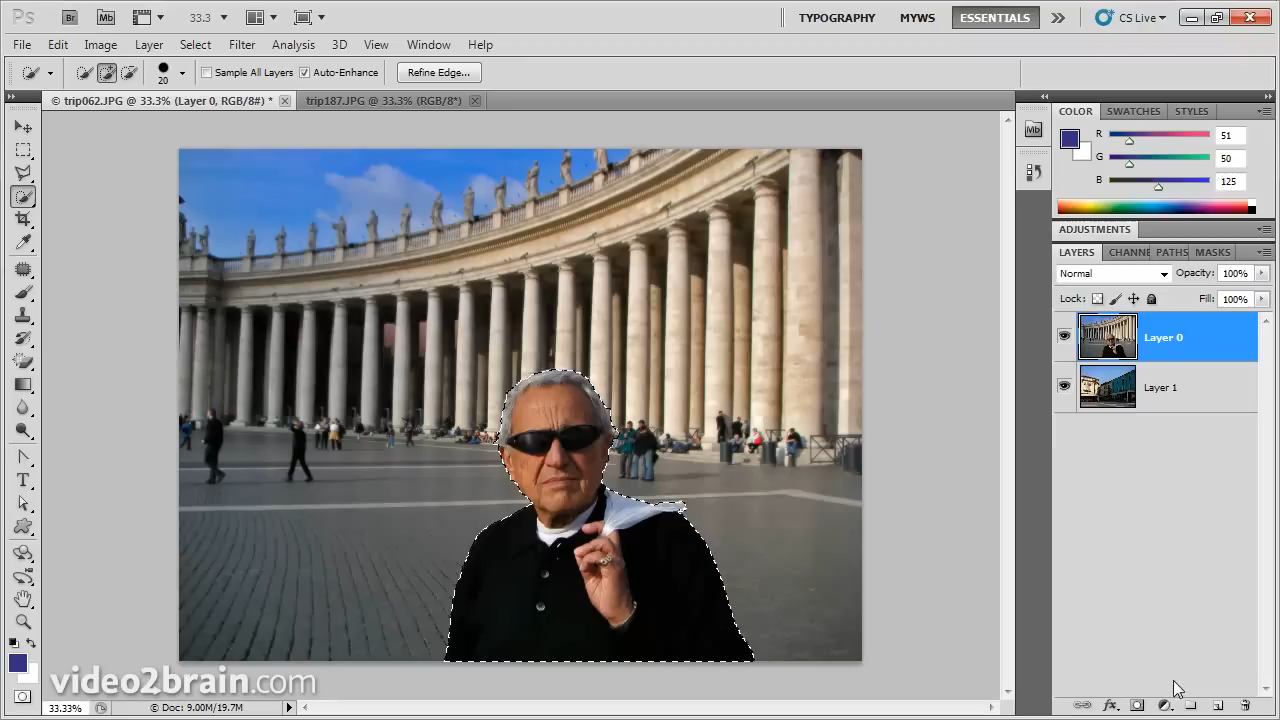 Ps Br Mb 33.3 TYPOGRAPHY MYWS ESSENTIALS CS Live
File Edit Image Layer Select Filter Analysis 3D View Window Help
20 Sample All Layers Auto-Enhance Refine Edge...
© trip062.JPG @ 33.3% (Layer 0, RGB/8#) * trip187.JPG @ 33.3% (RGB/8*)
COLOR SWATCHES STYLES
Mb
R 51
G 50
B 125
ADJUSTMENTS
LAYERS CHANNE PATHS MASKS
Normal Opacity: 100%
Lock: Fill: 100%
Layer 0
Layer 1
video2brain.com
33.33% © Doc: 9.00M/19.7M